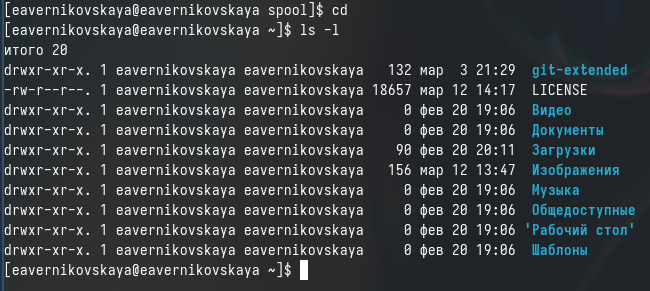 [eavernikovskaya@eavernikovskaya spool]$ cd
[eavernikovskaya@eavernikovskaya ~]$ ls -l
итого 20
drwxr-xr-x. 1 eavernikovskaya eavernikovskaya   132 мар  3 21:29  git-extended
-rw-r--r--. 1 eavernikovskaya eavernikovskaya 18657 мар 12 14:17  LICENSE
drwxr-xr-x. 1 eavernikovskaya eavernikovskaya     0 фев 20 19:06  Видео
drwxr-xr-x. 1 eavernikovskaya eavernikovskaya     0 фев 20 19:06  Документы
drwxr-xr-x. 1 eavernikovskaya eavernikovskaya    90 фев 20 20:11  Загрузки
drwxr-xr-x. 1 eavernikovskaya eavernikovskaya   156 мар 12 13:47  Изображения
drwxr-xr-x. 1 eavernikovskaya eavernikovskaya     0 фев 20 19:06  Музыка
drwxr-xr-x. 1 eavernikovskaya eavernikovskaya     0 фев 20 19:06  Общедоступные
drwxr-xr-x. 1 eavernikovskaya eavernikovskaya     0 фев 20 19:06 'Рабочий стол'
drwxr-xr-x. 1 eavernikovskaya eavernikovskaya     0 фев 20 19:06  Шаблоны
[eavernikovskaya@eavernikovskaya ~]$